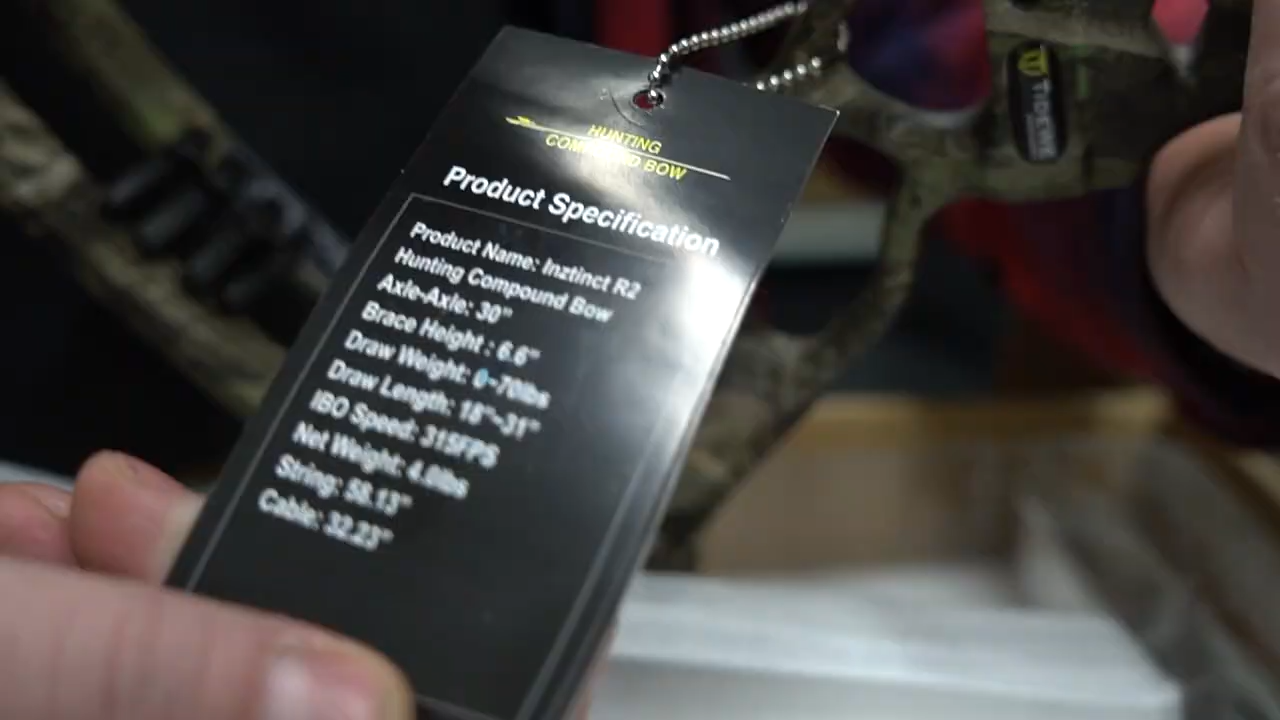 HUNTING
COMPOUND BOW
Product Specification
Product Name: Inztinct R2
Hunting Compound Bow
Axle-Axle: 30"
Brace Height : 6.6"
Draw Weight: 0~70lbs
Draw Length: 18"~31"
IBO Speed: 315FPS
Net Weight: 4.9lbs
String: 58.13"
Cable: 32.23"
TIDEWE